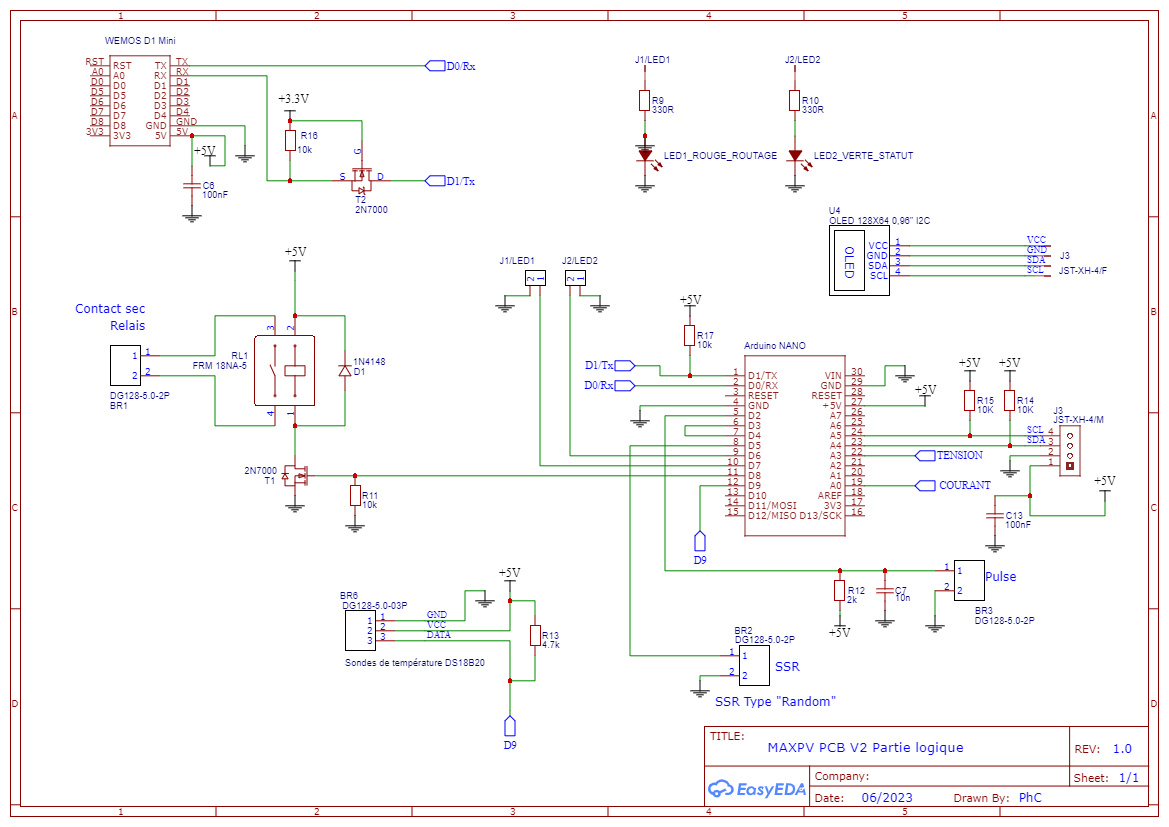 1 2 3 4 5
A
B
C
D
WEMOS D1 Mini
RST RST TX TX
A0 A0 RX RX
D0 D0 D1 D1
D5 D5 D2 D2
D6 D6 D3 D3
D7 D7 D4 D4
D8 D8 GND GND
3V3 3V3 5V 5V
D0/Rx
+3.3V
R16
10k
+5V
C6
100nF
G
S
D
T2
2N7000
D1/Tx
J1/LED1
R9
330R
LED1_ROUGE_ROUTAGE
J2/LED2
R10
330R
LED2_VERTE_STATUT
U4
OLED 128X64 0,96" I2C
OLED
VCC 1 VCC
GND 2 GND
SDA 3 SDA
SCL 4 SCL
J3
JST-XH-4/F
+5V
Contact sec
Relais
1 1
2 2
DG128-5.0-2P
BR1
RL1
FRM 18NA-5
3 2
4 1
1N4148
D1
2N7000
T1
R11
10k
J1/LED1
2 1
J2/LED2
2 1
+5V
R17
10k
D1/Tx
D0/Rx
Arduino NANO
1 D1/TX VIN 30
2 D0/RX GND 29
3 RESET RESET 28
4 GND +5V 27
5 D2 A7 26
6 D3 A6 25
7 D4 A5 24
8 D5 A4 23
9 D6 A3 22
10 D7 A2 21
11 D8 A1 20
12 D9 A0 19
13 D10 AREF 18
14 D11/MOSI 3V3 17
15 D12/MISO D13/SCK 16
+5V
TENSION
COURANT
+5V
R15
10K
+5V
R14
10K
J3
JST-XH-4/M
SCL 4
SDA 3
2
1
+5V
C13
100nF
D9
R12
2k
+5V
C7
10n
1 1
2 2
Pulse
BR3
DG128-5.0-2P
BR6
DG128-5.0-03P
1 1 GND
2 2 VCC
3 3 DATA
Sondes de température DS18B20
+5V
R13
4.7k
D9
BR2
DG128-5.0-2P
1 1
2 2
SSR
SSR Type "Random"
TITLE:
MAXPV PCB V2 Partie logique
REV: 1.0
EasyEDA
Company:
Sheet: 1/1
Date: 06/2023
Drawn By: PhC
1 2 3 4 5
A
B
C
D